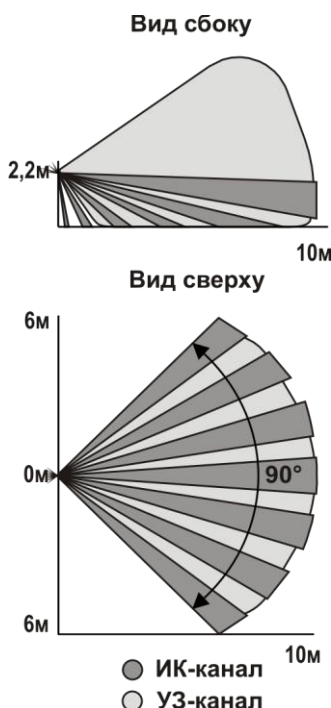 Вид сбоку
2,2м
10м
Вид сверху
6м
0м
90°
6м
10м
ИК-канал
УЗ-канал